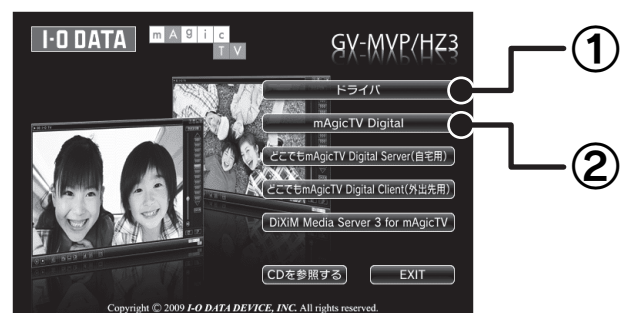 I-O DATA
mAgic
TV
GV-MVP/HZ3
ドライバ
①
mAgicTV Digital
②
どこでもmAgicTV Digital Server(自宅用)
どこでもmAgicTV Digital Client(外出先用)
DiXiM Media Server 3 for mAgicTV
CDを参照する
EXIT
Copyright © 2009 I-O DATA DEVICE, INC. All rights reserved.